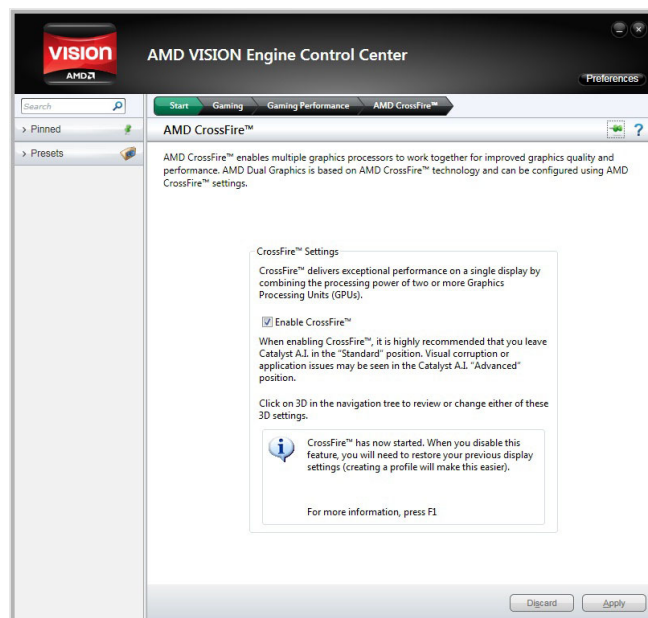 VISION
AMD
AMD VISION Engine Control Center
Preferences
Search
Start Gaming Gaming Performance AMD CrossFire™
> Pinned
AMD CrossFire™
?
> Presets
AMD CrossFire™ enables multiple graphics processors to work together for improved graphics quality and
performance. AMD Dual Graphics is based on AMD CrossFire™ technology and can be configured using AMD
CrossFire™ settings.
CrossFire™ Settings
CrossFire™ delivers exceptional performance on a single display by
combining the processing power of two or more Graphics
Processing Units (GPUs).
Enable CrossFire™
When enabling CrossFire™, it is highly recommended that you leave
Catalyst A.I. in the "Standard" position. Visual corruption or
application issues may be seen in the Catalyst A.I. "Advanced"
position.
Click on 3D in the navigation tree to review or change either of these
3D settings.
CrossFire™ has now started. When you disable this
feature, you will need to restore your previous display
settings (creating a profile will make this easier).
For more information, press F1
Discard
Apply